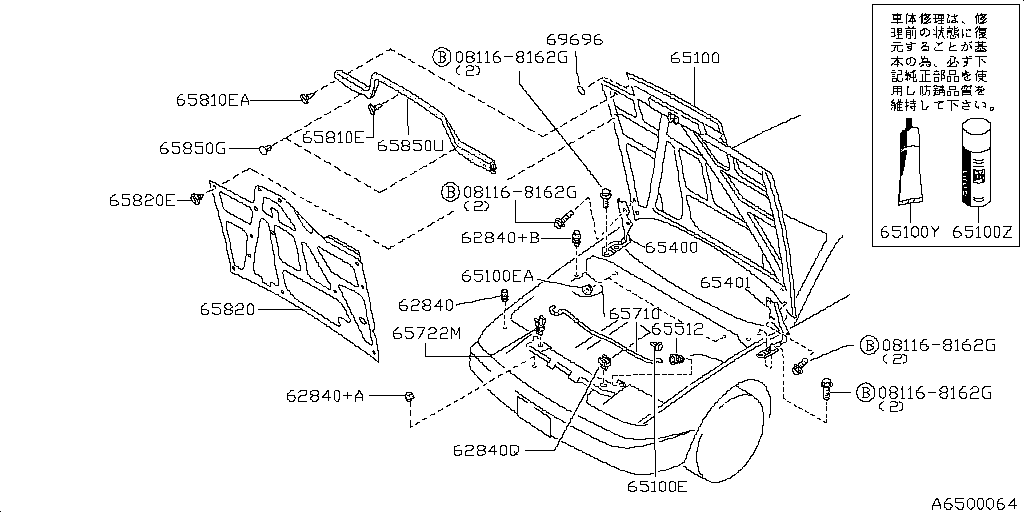 車体修理は、修
理前の状態に復
元することが基
本の為、必ず下
記純正部品を使
用し防錆品質を
維持して下さい。
69696
Ⓑ08116-8162G
(2)
65100
65810EA
65810E
65850U
65850G
Ⓑ08116-8162G
(2)
65820E
65100Y
65100Z
62840+B
65400
65100EA
65401
62840
65820
65710
65512
65722M
Ⓑ08116-8162G
(2)
62840+A
Ⓑ08116-8162G
(2)
62840Q
65100E
A6500064